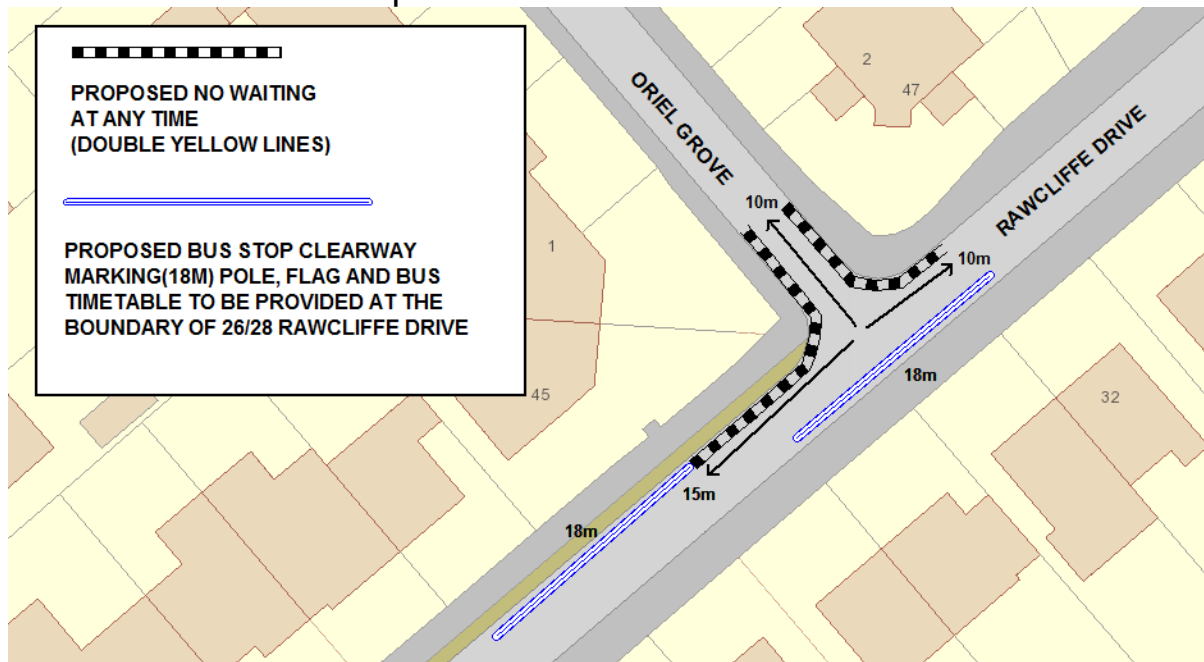 PROPOSED NO WAITING
AT ANY TIME
(DOUBLE YELLOW LINES)
PROPOSED BUS STOP CLEARWAY
MARKING(18M) POLE, FLAG AND BUS
TIMETABLE TO BE PROVIDED AT THE
BOUNDARY OF 26/28 RAWCLIFFE DRIVE
ORIEL GROVE
2
47
RAWCLIFFE DRIVE
10m
10m
1
45
18m
32
15m
18m